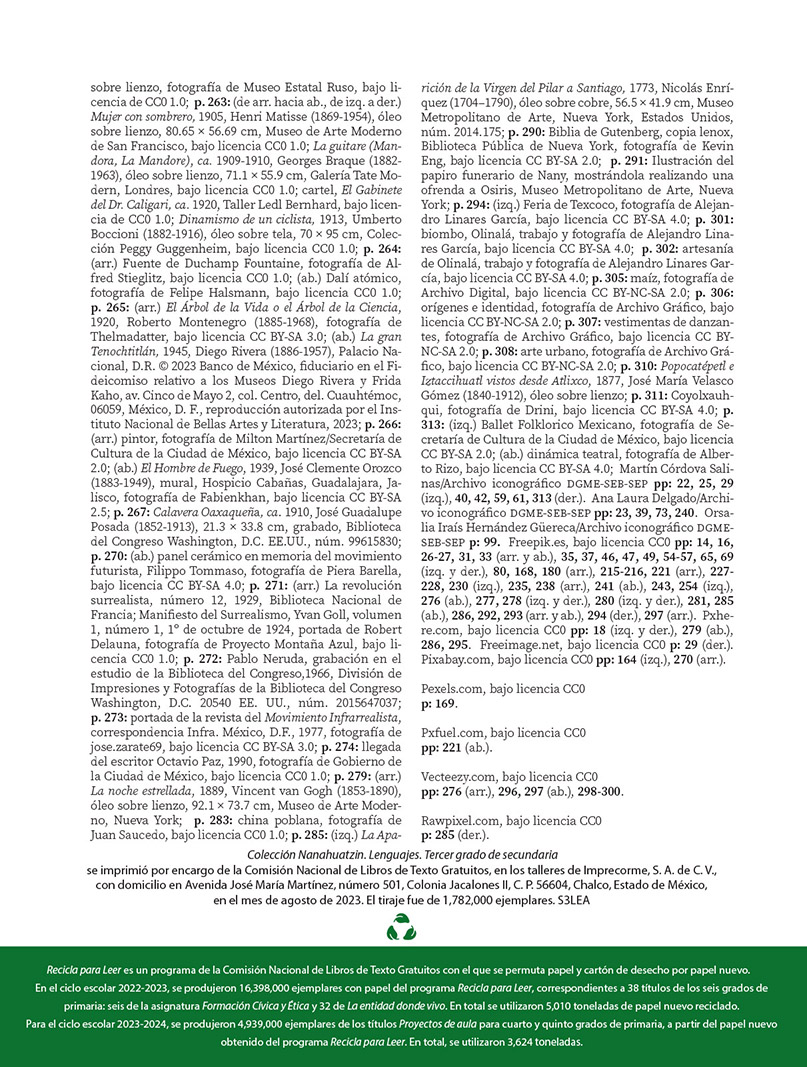 sobre lienzo, fotografía de Museo Estatal Ruso, bajo li-
cencia de CC0 1.0; p. 263: (de arr. hacia ab., de izq. a der.)
Mujer con sombrero, 1905, Henri Matisse (1869-1954), óleo
sobre lienzo, 80.65 × 56.69 cm, Museo de Arte Moderno
de San Francisco, bajo licencia CC0 1.0; La guitare (Man-
dora, La Mandore), ca. 1909-1910, Georges Braque (1882-
1963), óleo sobre lienzo, 71.1 × 55.9 cm, Galería Tate Mo-
dern, Londres, bajo licencia CC0 1.0; cartel, El Gabinete
del Dr. Caligari, ca. 1920, Taller Ledl Bernhard, bajo licen-
cia de CC0 1.0; Dinamismo de un ciclista, 1913, Umberto
Boccioni (1882-1916), óleo sobre tela, 70 × 95 cm, Colec-
ción Peggy Guggenheim, bajo licencia CC0 1.0; p. 264:
(arr.) Fuente de Duchamp Fountaine, fotografía de Al-
fred Stieglitz, bajo licencia CC0 1.0; (ab.) Dalí atómico,
fotografía de Felipe Halsmann, bajo licencia CC0 1.0;
p. 265: (arr.) El Árbol de la Vida o el Árbol de la Ciencia,
1920, Roberto Montenegro (1885-1968), fotografía de
Thelmadatter, bajo licencia CC BY-SA 3.0; (ab.) La gran
Tenochtitlán, 1945, Diego Rivera (1886-1957), Palacio Na-
cional, D.R. © 2023 Banco de México, fiduciario en el Fi-
deicomiso relativo a los Museos Diego Rivera y Frida
Kaho, av. Cinco de Mayo 2, col. Centro, del. Cuauhtémoc,
06059, México, D. F., reproducción autorizada por el Ins-
tituto Nacional de Bellas Artes y Literatura, 2023; p. 266:
(arr.) pintor, fotografía de Milton Martínez/Secretaría de
Cultura de la Ciudad de México, bajo licencia CC BY-SA
2.0; (ab.) El Hombre de Fuego, 1939, José Clemente Orozco
(1883-1949), mural, Hospicio Cabañas, Guadalajara, Ja-
lisco, fotografía de Fabienkhan, bajo licencia CC BY-SA
2.5; p. 267: Calavera Oaxaqueña, ca. 1910, José Guadalupe
Posada (1852-1913), 21.3 × 33.8 cm, grabado, Biblioteca
del Congreso Washington, D.C. EE.UU., núm. 99615830;
p. 270: (ab.) panel cerámico en memoria del movimiento
futurista, Filippo Tommaso, fotografía de Piera Barella,
bajo licencia CC BY-SA 4.0; p. 271: (arr.) La revolución
surrealista, número 12, 1929, Biblioteca Nacional de
Francia; Manifiesto del Surrealismo, Yvan Goll, volumen
1, número 1, 1º de octubre de 1924, portada de Robert
Delauna, fotografía de Proyecto Montaña Azul, bajo li-
cencia CC0 1.0; p. 272: Pablo Neruda, grabación en el
estudio de la Biblioteca del Congreso,1966, División de
Impresiones y Fotografías de la Biblioteca del Congreso
Washington, D.C. 20540 EE. UU., núm. 2015647037;
p. 273: portada de la revista del Movimiento Infrarrealista,
correspondencia Infra. México, D.F., 1977, fotografía de
jose.zarate69, bajo licencia CC BY-SA 3.0; p. 274: llegada
del escritor Octavio Paz, 1990, fotografía de Gobierno de
la Ciudad de México, bajo licencia CC0 1.0; p. 279: (arr.)
La noche estrellada, 1889, Vincent van Gogh (1853-1890),
óleo sobre lienzo, 92.1 × 73.7 cm, Museo de Arte Moder-
no, Nueva York; p. 283: china poblana, fotografía de
Juan Saucedo, bajo licencia CC0 1.0; p. 285: (izq.) La Apa-
rición de la Virgen del Pilar a Santiago, 1773, Nicolás Enrí-
quez (1704–1790), óleo sobre cobre, 56.5 × 41.9 cm, Museo
Metropolitano de Arte, Nueva York, Estados Unidos,
núm. 2014.175; p. 290: Biblia de Gutenberg, copia lenox,
Biblioteca Pública de Nueva York, fotografía de Kevin
Eng, bajo licencia CC BY-SA 2.0; p. 291: Ilustración del
papiro funerario de Nany, mostrándola realizando una
ofrenda a Osiris, Museo Metropolitano de Arte, Nueva
York; p. 294: (izq.) Feria de Texcoco, fotografía de Alejan-
dro Linares García, bajo licencia CC BY-SA 4.0; p. 301:
biombo, Olinalá, trabajo y fotografía de Alejandro Lina-
res García, bajo licencia CC BY-SA 4.0; p. 302: artesanía
de Olinalá, trabajo y fotografía de Alejandro Linares Gar-
cía, bajo licencia CC BY-SA 4.0; p. 305: maíz, fotografía de
Archivo Digital, bajo licencia CC BY-NC-SA 2.0; p. 306:
orígenes e identidad, fotografía de Archivo Gráfico, bajo
licencia CC BY-NC-SA 2.0; p. 307: vestimentas de danzan-
tes, fotografía de Archivo Gráfico, bajo licencia CC BY-
NC-SA 2.0; p. 308: arte urbano, fotografía de Archivo Grá-
fico, bajo licencia CC BY-NC-SA 2.0; p. 310: Popocatépetl e
Iztaccíhuatl vistos desde Atlixco, 1877, José María Velasco
Gómez (1840-1912), óleo sobre lienzo; p. 311: Coyolxauh-
qui, fotografía de Drini, bajo licencia CC BY-SA 4.0; p.
313: (izq.) Ballet Folklorico Mexicano, fotografía de Se-
cretaría de Cultura de la Ciudad de México, bajo licencia
CC BY-SA 2.0; (ab.) dinámica teatral, fotografía de Alber-
to Rizo, bajo licencia CC BY-SA 4.0; Martín Córdova Sali-
nas/Archivo iconográfico DGME-SEB-SEP pp: 22, 25, 29
(izq.), 40, 42, 59, 61, 313 (der.). Ana Laura Delgado/Archi-
vo iconográfico DGME-SEB-SEP pp: 23, 39, 73, 240. Orsa-
lia Iraís Hernández Güereca/Archivo iconográfico DGME-
SEB-SEP p: 99. Freepik.es, bajo licencia CC0 pp: 14, 16,
26-27, 31, 33 (arr. y ab.), 35, 37, 46, 47, 49, 54-57, 65, 69
(izq. y der.), 80, 168, 180 (arr.), 215-216, 221 (arr.), 227-
228, 230 (izq.), 235, 238 (arr.), 241 (ab.), 243, 254 (izq.),
276 (ab.), 277, 278 (izq. y der.), 280 (izq. y der.), 281, 285
(ab.), 286, 292, 293 (arr. y ab.), 294 (der.), 297 (arr.). Pxhe-
re.com, bajo licencia CC0 pp: 18 (izq. y der.), 279 (ab.),
286, 295. Freeimage.net, bajo licencia CC0 p: 29 (der.).
Pixabay.com, bajo licencia CC0 pp: 164 (izq.), 270 (arr.).
Pexels.com, bajo licencia CC0
p: 169.
Pxfuel.com, bajo licencia CC0
pp: 221 (ab.).
Vecteezy.com, bajo licencia CC0
pp: 276 (arr.), 296, 297 (ab.), 298-300.
Rawpixel.com, bajo licencia CC0
p: 285 (der.).
Colección Nanahuatzin. Lenguajes. Tercer grado de secundaria
se imprimió por encargo de la Comisión Nacional de Libros de Texto Gratuitos, en los talleres de Imprecorme, S. A. de C. V.,
con domicilio en Avenida José María Martínez, número 501, Colonia Jacalones II, C. P. 56604, Chalco, Estado de México,
en el mes de agosto de 2023. El tiraje fue de 1,782,000 ejemplares. S3LEA
Recicla para Leer es un programa de la Comisión Nacional de Libros de Texto Gratuitos con el que se permuta papel y cartón de desecho por papel nuevo.
En el ciclo escolar 2022-2023, se produjeron 16,398,000 ejemplares con papel del programa Recicla para Leer, correspondientes a 38 títulos de los seis grados de
primaria: seis de la asignatura Formación Cívica y Ética y 32 de La entidad donde vivo. En total se utilizaron 5,010 toneladas de papel nuevo reciclado.
Para el ciclo escolar 2023-2024, se produjeron 4,939,000 ejemplares de los títulos Proyectos de aula para cuarto y quinto grados de primaria, a partir del papel nuevo
obtenido del programa Recicla para Leer. En total, se utilizaron 3,624 toneladas.